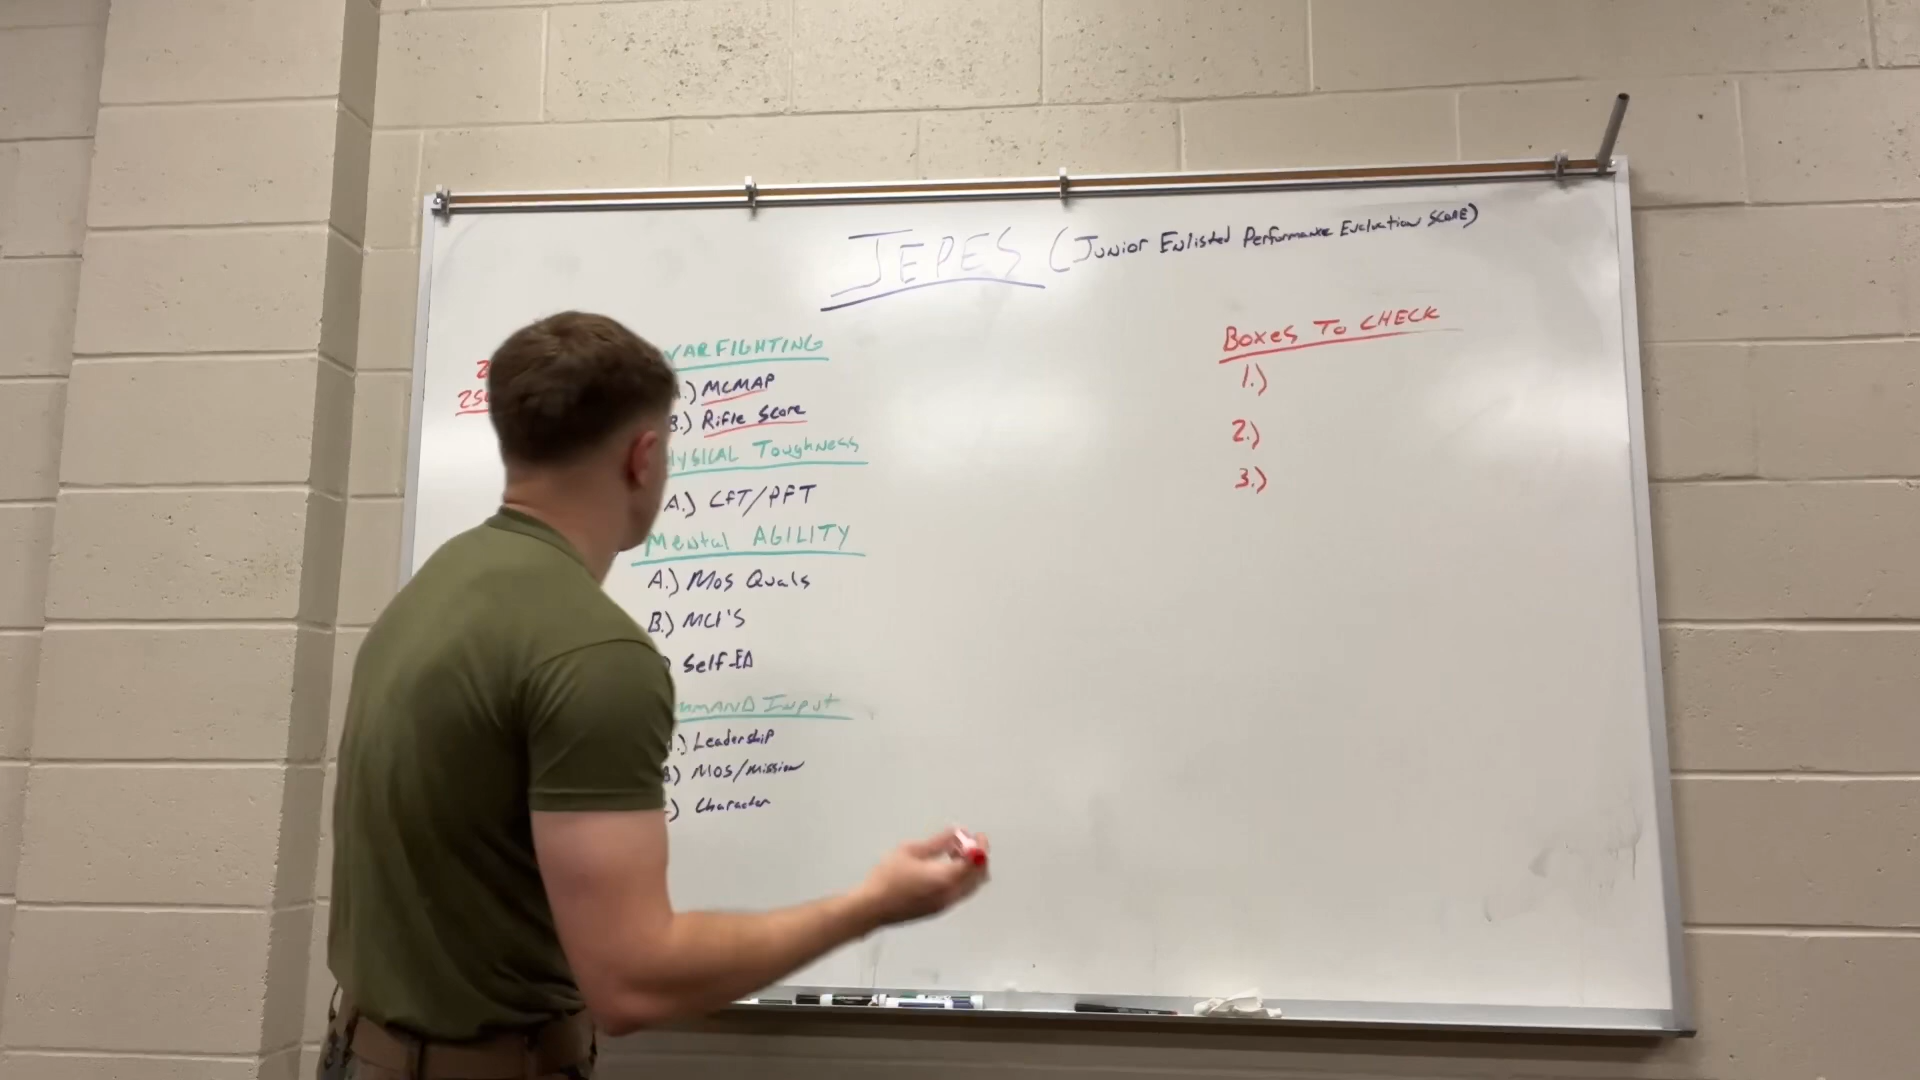 JEPES (Junior Enlisted Performance Evaluation Score)
WARFIGHTING
A.) MCMAP
B.) Rifle Score
Physical Toughness
A.) CFT/PFT
Mental AGILITY
A.) Mos Quals
B.) MCI'S
) Self-ED
COMMAND Input
A.) Leadership
B) MOS/Mission
C) Character
Boxes To CHECK
1.)
2.)
3.)